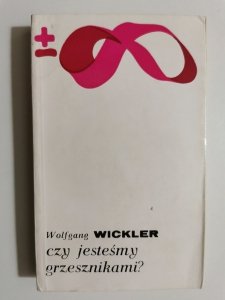 ±
Wolfgang WICKLER
czy jesteśmy
grzesznikami?